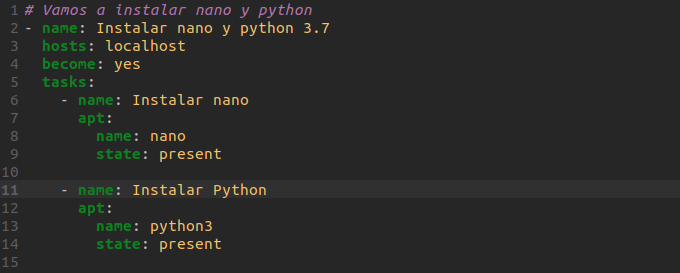 1 # Vamos a instalar nano y python
2 - name: Instalar nano y python 3.7
3   hosts: localhost
4   become: yes
5   tasks:
6     - name: Instalar nano
7       apt:
8         name: nano
9         state: present
10
11     - name: Instalar Python
12       apt:
13         name: python3
14         state: present
15